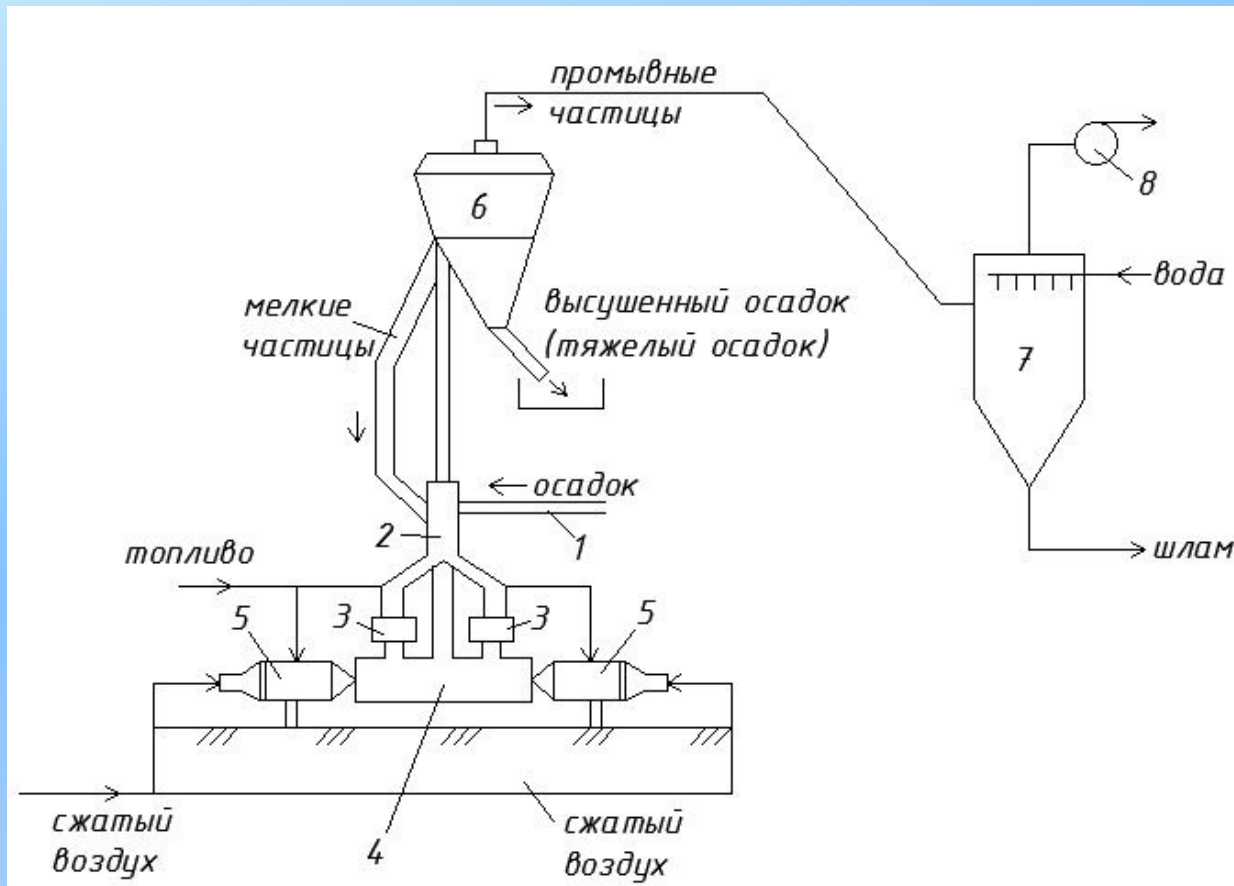 промывные
частицы
8
6
вода
мелкие
частицы
высушенный осадок
(тяжелый осадок)
7
осадок
2
1
топливо
шлам
3
3
5
5
4
сжатый
воздух
сжатый
воздух